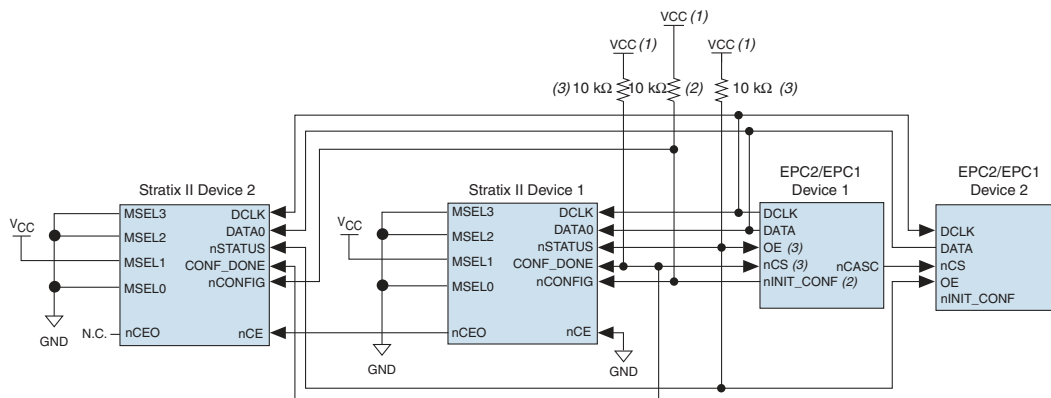 VCC (1)
VCC (1)
VCC (1)
(3) 10 kΩ
10 kΩ (2)
10 kΩ (3)
Stratix II Device 2
MSEL3
MSEL2
MSEL1
MSEL0
nCEO
DCLK
DATA0
nSTATUS
CONF_DONE
nCONFIG
nCE
VCC
GND
N.C.
Stratix II Device 1
MSEL3
MSEL2
MSEL1
MSEL0
nCEO
DCLK
DATA0
nSTATUS
CONF_DONE
nCONFIG
nCE
VCC
GND
GND
EPC2/EPC1
Device 1
DCLK
DATA
OE (3)
nCS (3)
nCASC
nINIT_CONF (2)
EPC2/EPC1
Device 2
DCLK
DATA
nCS
OE
nINIT_CONF